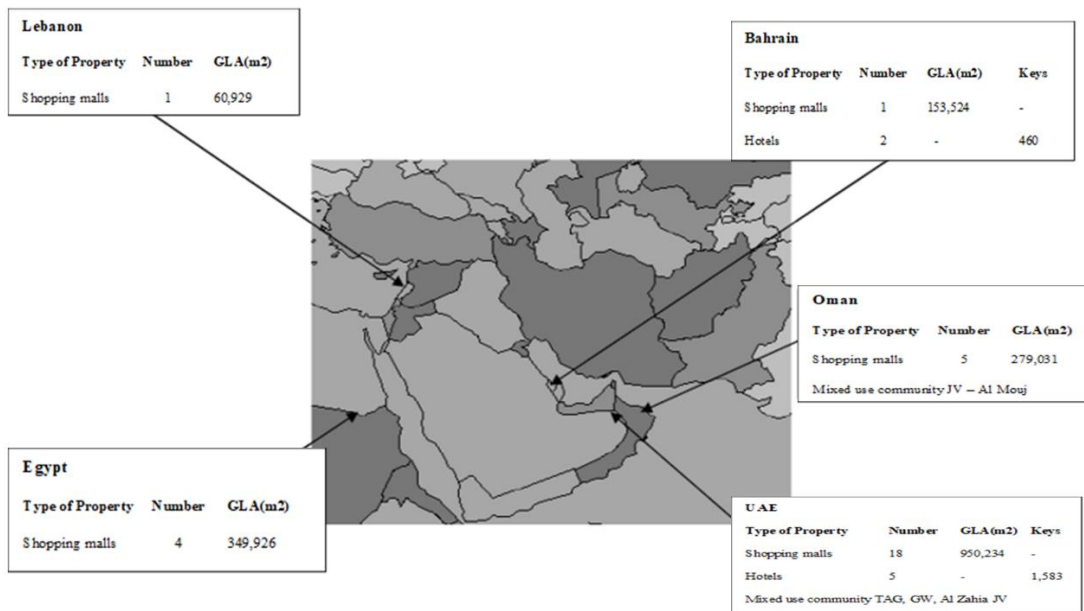 Lebanon
Type of Property Number GLA(m2)
Shopping malls 1 60,929
Bahrain
Type of Property Number GLA(m2) Keys
Shopping malls 1 153,524 -
Hotels 2 - 460
Oman
Type of Property Number GLA(m2)
Shopping malls 5 279,031
Mixed use community JV – Al Mouj
Egypt
Type of Property Number GLA(m2)
Shopping malls 4 349,926
UAE
Type of Property Number GLA(m2) Keys
Shopping malls 18 950,234 -
Hotels 5 - 1,583
Mixed use community TAG, GW, Al Zahia JV